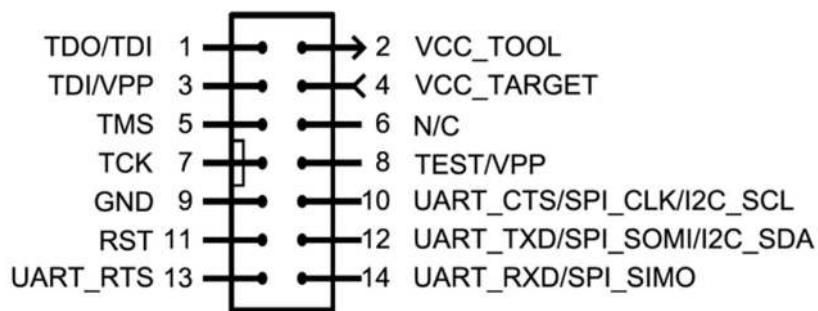 TDO/TDI 1 2 VCC_TOOL
TDI/VPP 3 4 VCC_TARGET
TMS 5 6 N/C
TCK 7 8 TEST/VPP
GND 9 10 UART_CTS/SPI_CLK/I2C_SCL
RST 11 12 UART_TXD/SPI_SOMI/I2C_SDA
UART_RTS 13 14 UART_RXD/SPI_SIMO